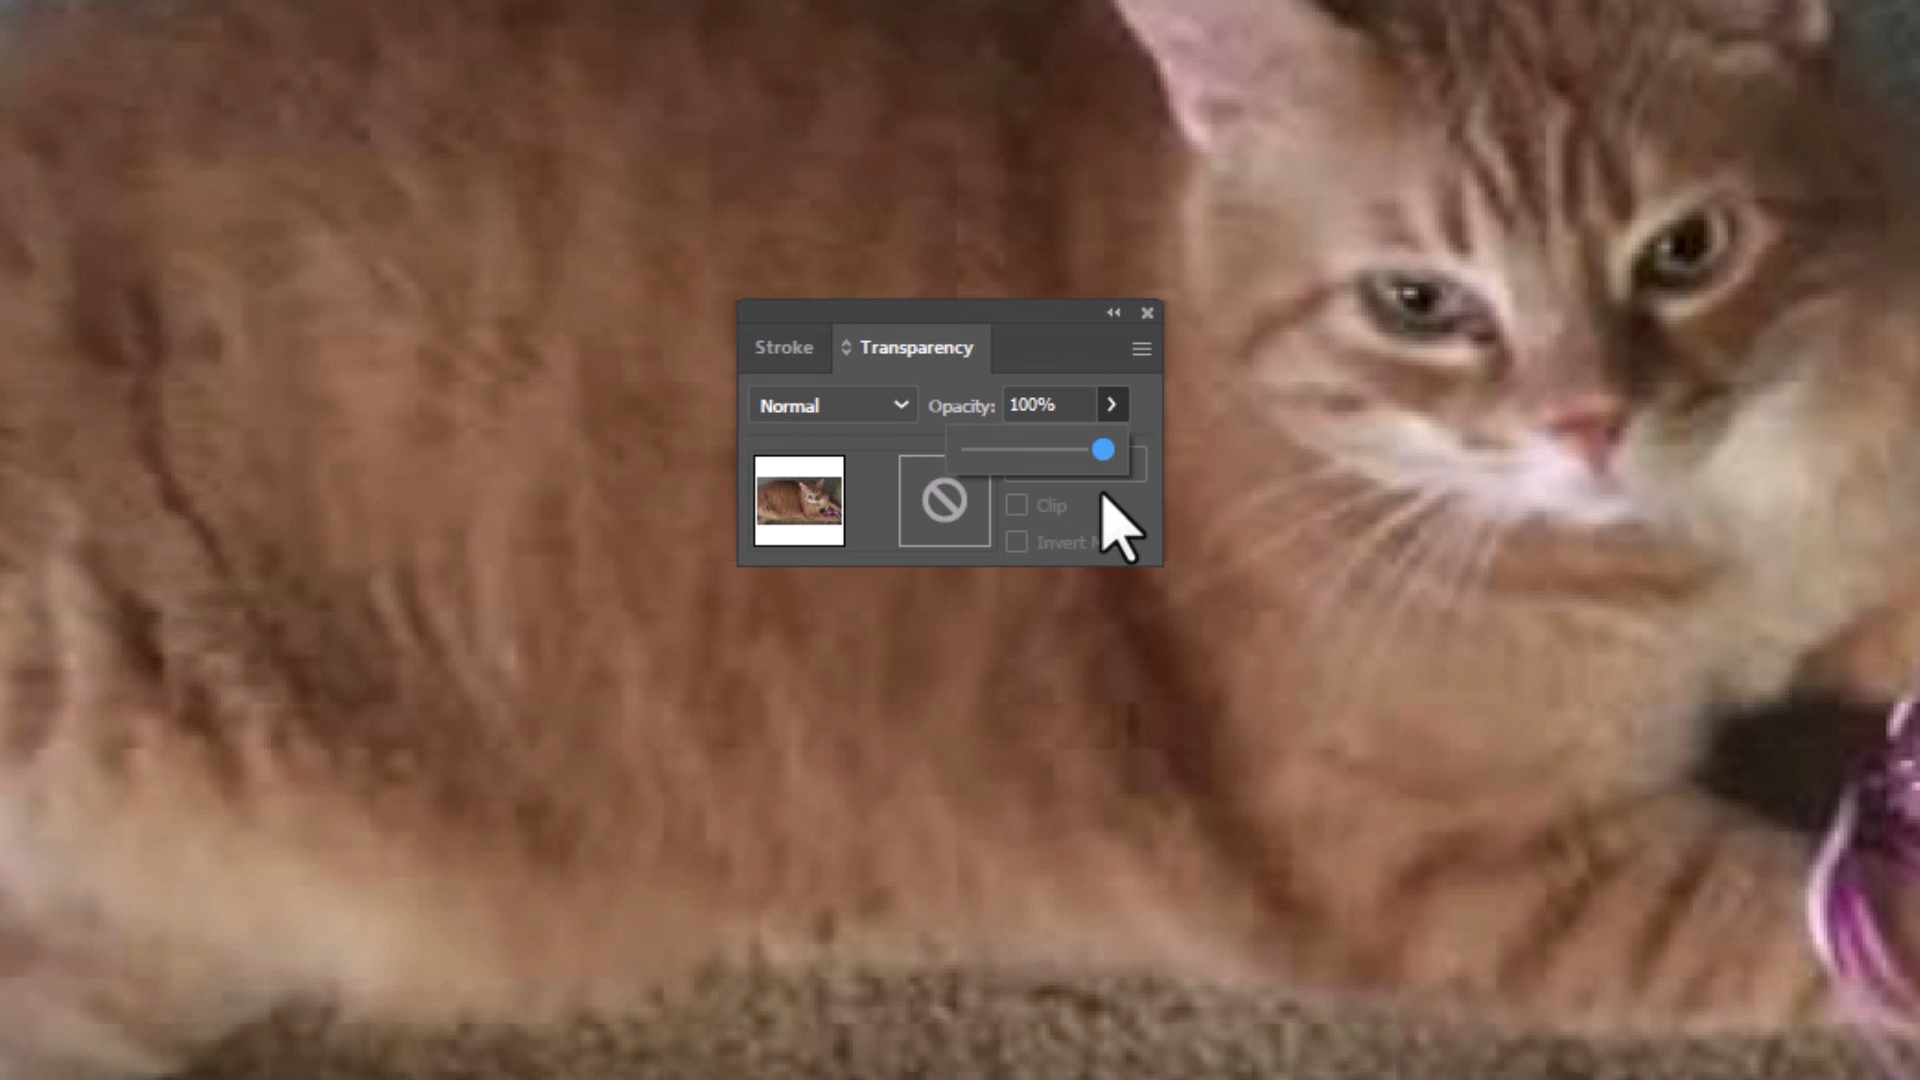 Stroke
Transparency
Normal
Opacity: 100%
Clip
Invert